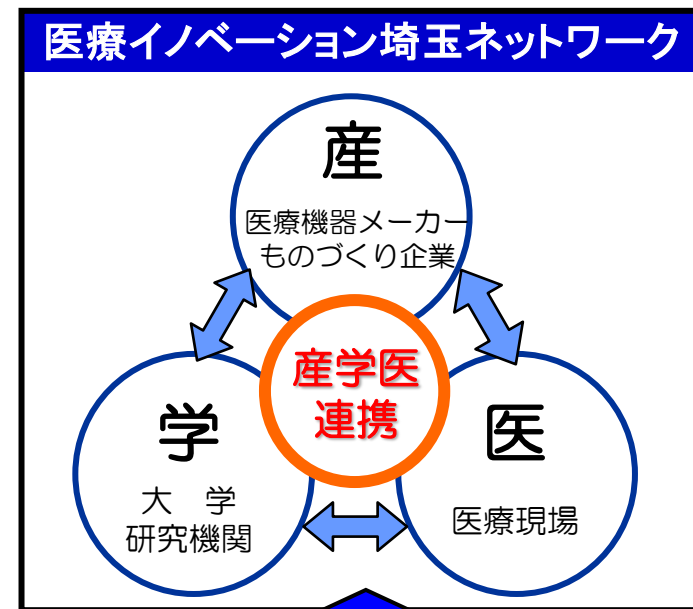 医療イノベーション埼玉ネットワーク
産
医療機器メーカー
ものづくり企業
産学医
連携
学
大　学
研究機関
医
医療現場